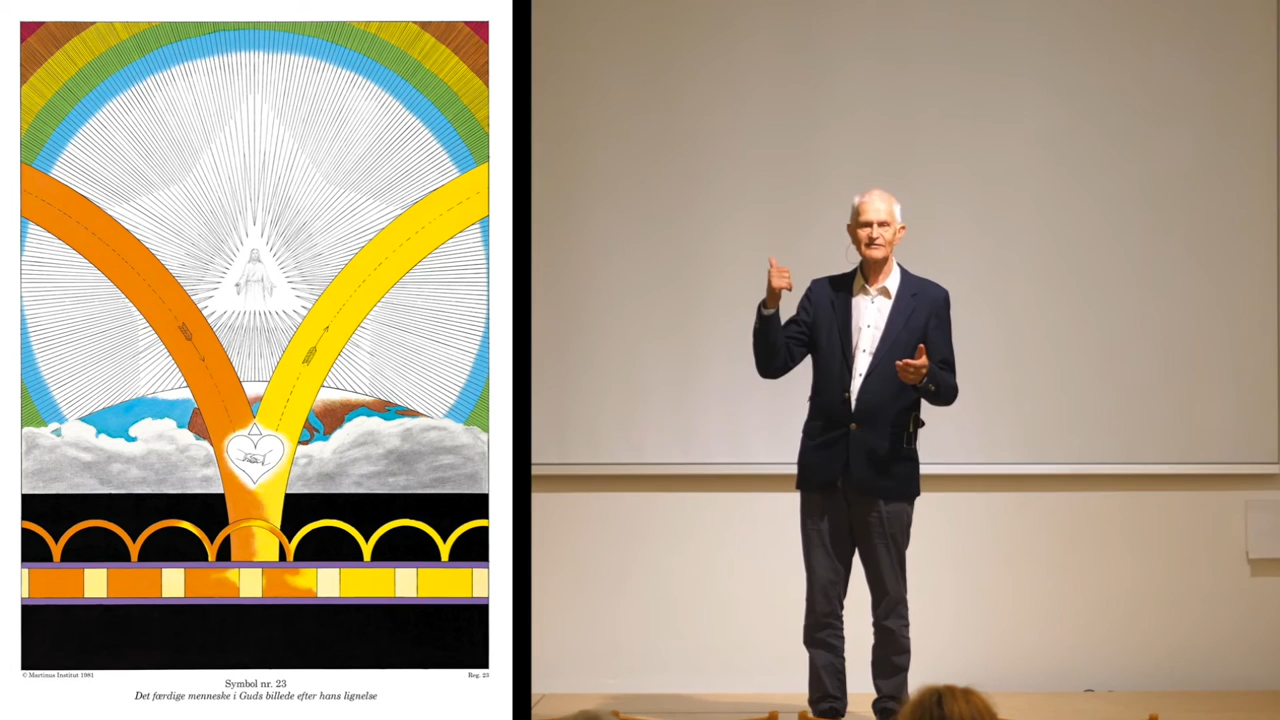 © Martinus Institut 1981
Reg. 23
Symbol nr. 23
Det færdige menneske i Guds billede efter hans lignelse